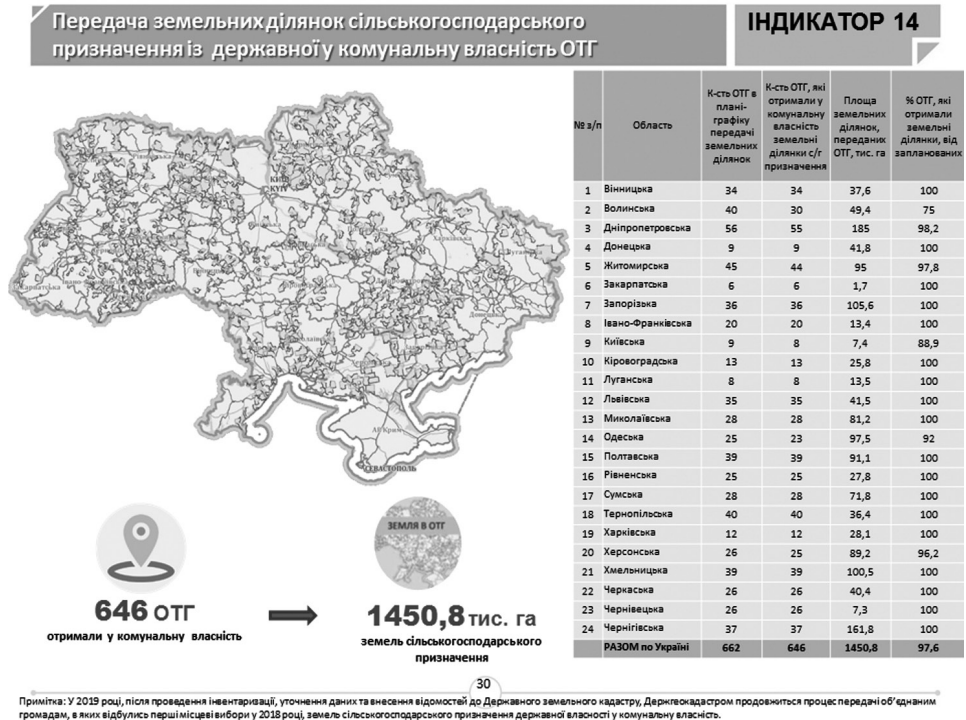 Передача земельних ділянок сільськогосподарського
призначення із державної у комунальну власність ОТГ
ІНДИКАТОР 14
№ з/п Область К-сть ОТГ в плані-графіку передачі земельних ділянок К-сть ОТГ, які отримали у комунальну власність земельні ділянки с/г призначення Площа земельних ділянок, переданих ОТГ, тис. га % ОТГ, які отримали земельні ділянки, від запланованих
1 Вінницька 34 34 37,6 100
2 Волинська 40 30 49,4 75
3 Дніпропетровська 56 55 185 98,2
4 Донецька 9 9 41,8 100
5 Житомирська 45 44 95 97,8
6 Закарпатська 6 6 1,7 100
7 Запорізька 36 36 105,6 100
8 Івано-Франківська 20 20 13,4 100
9 Київська 9 8 7,4 88,9
10 Кіровоградська 13 13 25,8 100
11 Луганська 8 8 13,5 100
12 Львівська 35 35 41,5 100
13 Миколаївська 28 28 81,2 100
14 Одеська 25 23 97,5 92
15 Полтавська 39 39 91,1 100
16 Рівненська 25 25 27,8 100
17 Сумська 28 28 71,8 100
18 Тернопільська 40 40 36,4 100
19 Харківська 12 12 28,1 100
20 Херсонська 26 25 89,2 96,2
21 Хмельницька 39 39 100,5 100
22 Черкаська 26 26 40,4 100
23 Чернівецька 26 26 7,3 100
24 Чернігівська 37 37 161,8 100
РАЗОМ по Україні 662 646 1450,8 97,6
КИЇВ
KYIV
Харківська
Донецька
АР Крим
СЕВАСТОПОЛЬ
ЗЕМЛЯ В ОТГ
646 ОТГ
отримали у комунальну власність
1450,8 тис. га
земель сільськогосподарського
призначення
30
Примітка: У 2019 році, після проведення інвентаризації, уточнення даних та внесення відомостей до Державного земельного кадастру, Держгеокадастром продовжиться процес передачі об’єднаним
громадам, в яких відбулись перші місцеві вибори у 2018 році, земель сільськогосподарського призначення державної власності у комунальну власність.